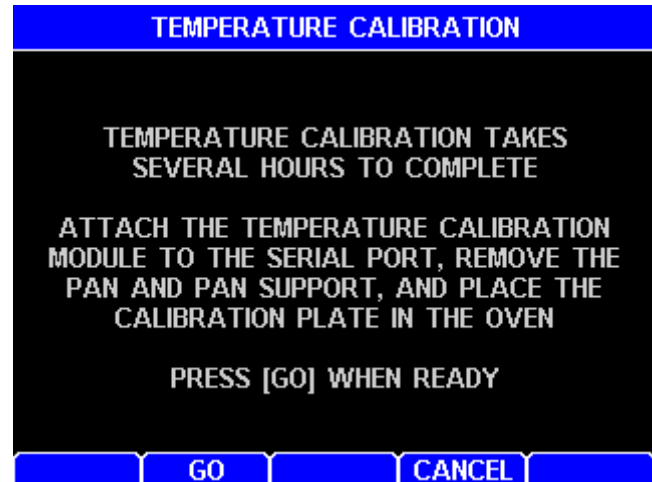 TEMPERATURE CALIBRATION
TEMPERATURE CALIBRATION TAKES
SEVERAL HOURS TO COMPLETE
ATTACH THE TEMPERATURE CALIBRATION
MODULE TO THE SERIAL PORT, REMOVE THE
PAN AND PAN SUPPORT, AND PLACE THE
CALIBRATION PLATE IN THE OVEN
PRESS [GO] WHEN READY
GO CANCEL